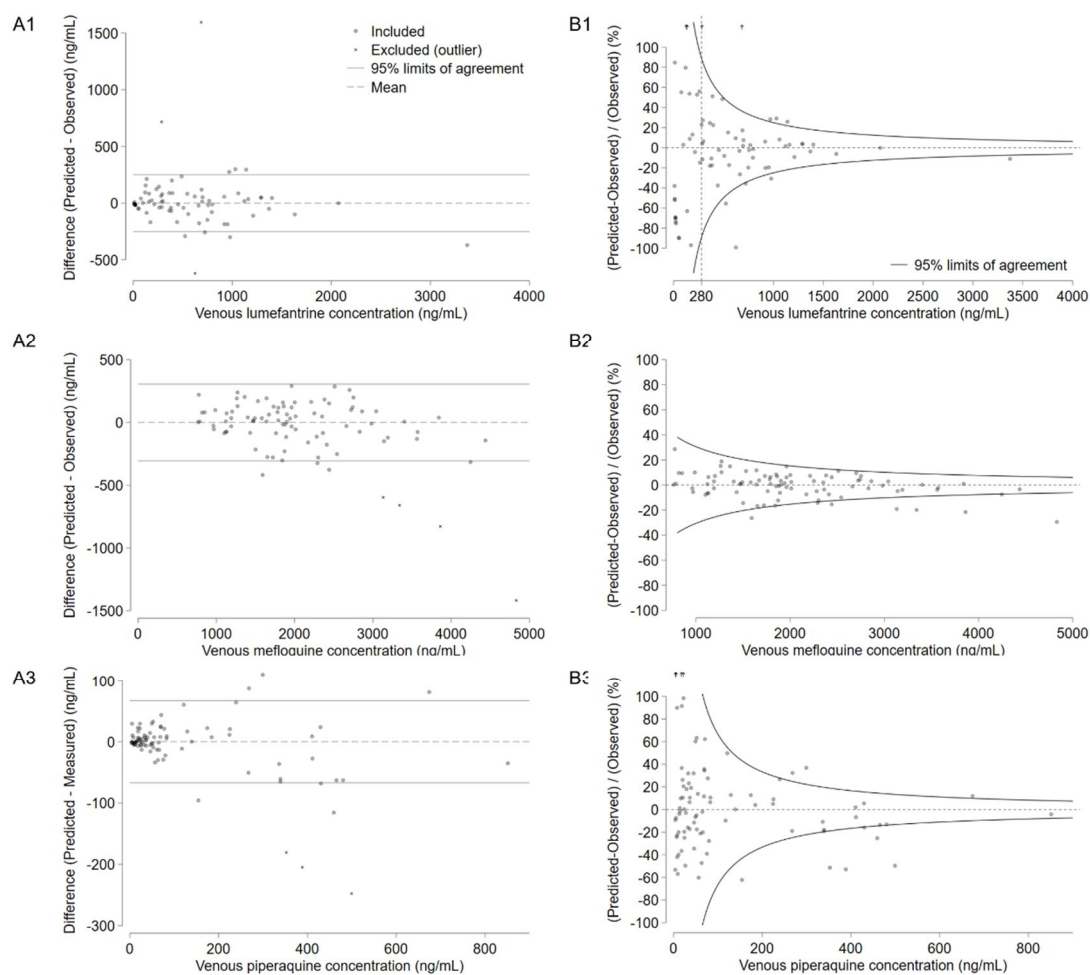 A1
1500
1000
500
0
-500
Difference (Predicted - Observed) (ng/mL)
Included
Excluded (outlier)
95% limits of agreement
Mean
0 1000 2000 3000 4000
Venous lumefantrine concentration (ng/mL)
B1
100
80
60
40
20
0
-20
-40
-60
-80
-100
(Predicted-Observed) / (Observed) (%)
95% limits of agreement
0 280 500 1000 1500 2000 2500 3000 3500 4000
Venous lumefantrine concentration (ng/mL)
A2
500
0
-500
-1000
-1500
Difference (Predicted - Observed) (ng/mL)
0 1000 2000 3000 4000 5000
Venous mefloquine concentration (ng/mL)
B2
100
80
60
40
20
0
-20
-40
-60
-80
-100
(Predicted-Observed) / (Observed) (%)
1000 2000 3000 4000 5000
Venous mefloquine concentration (ng/mL)
A3
100
0
-100
-200
-300
Difference (Predicted - Measured) (ng/mL)
0 200 400 600 800
Venous piperaquine concentration (ng/mL)
B3
100
80
60
40
20
0
-20
-40
-60
-80
-100
(Predicted-Observed) / (Observed) (%)
0 200 400 600 800
Venous piperaquine concentration (ng/mL)